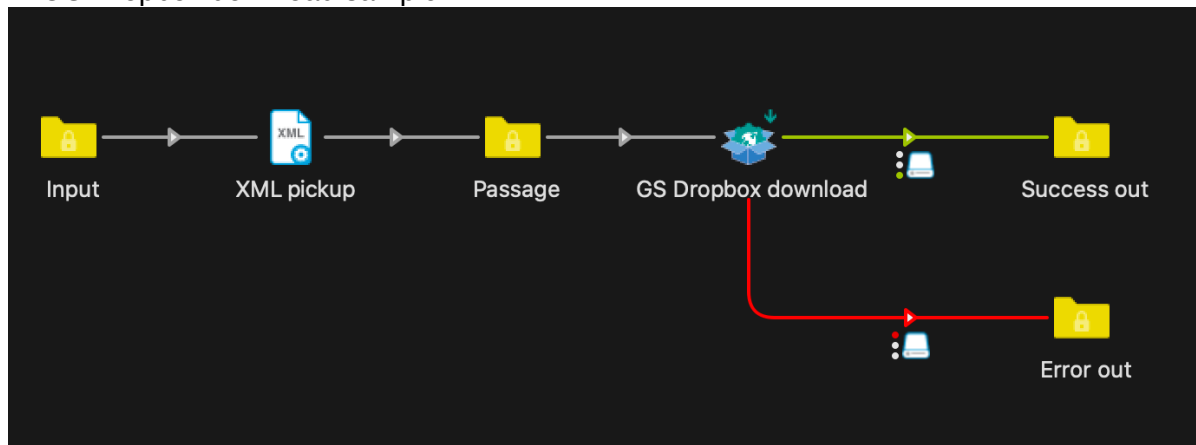 Input
XML
XML pickup
Passage
GS Dropbox download
Success out
Error out